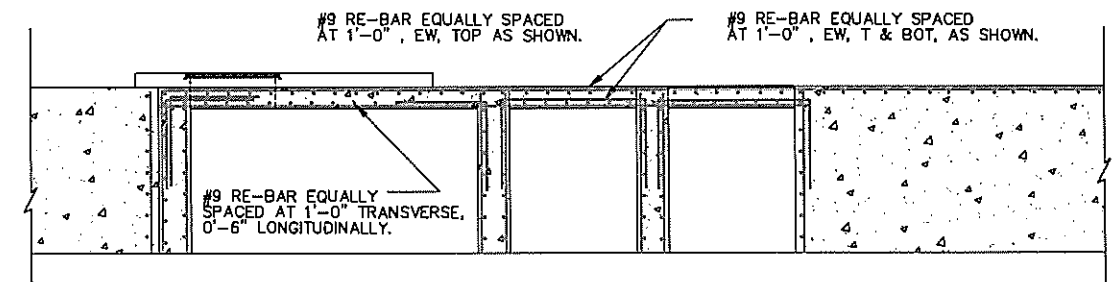 #9 RE-BAR EQUALLY SPACED
AT 1'-0" , EW, TOP AS SHOWN.
#9 RE-BAR EQUALLY SPACED
AT 1'-0" , EW, T & BOT, AS SHOWN.
#9 RE-BAR EQUALLY
SPACED AT 1'-0" TRANSVERSE,
0'-6" LONGITUDINALLY.